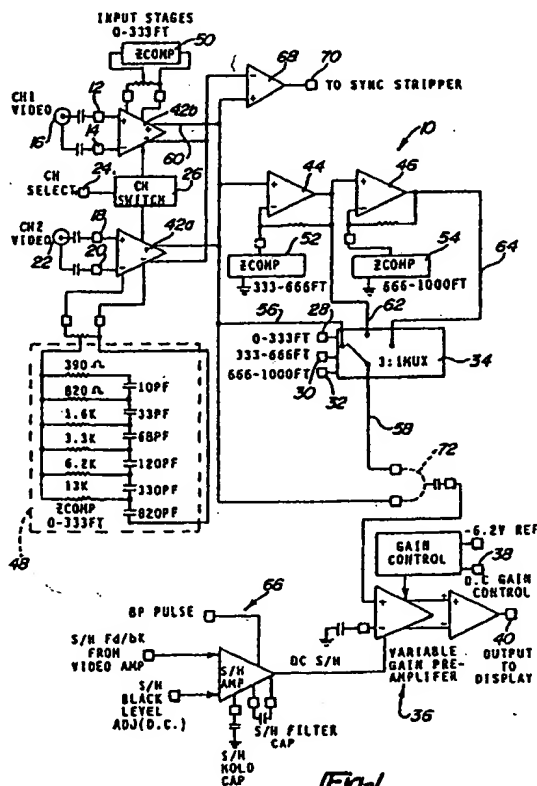 INPUT STAGES
0-333FT
50
ZCOMP
68
70
TO SYNC STRIPPER
CH1
VIDEO
12
42b
16
14
60
10
CH
SELECT
24
CH
SWITCH
26
44
46
CH2
VIDEO
18
42a
22
20
52
ZCOMP
333-666FT
54
ZCOMP
666-1000FT
64
56
28
62
0-333FT
333-666FT
666-1000FT
30
32
3:1MUX
34
58
390 Ω
10PF
820 Ω
33PF
1.6K
68PF
3.3K
120PF
6.2K
330PF
13K
820PF
ZCOMP
0-333FT
48
72
-6.2V REF
GAIN
CONTROL
38
D.C GAIN
CONTROL
66
BP PULSE
S/H Fd/bk
FROM
VIDEO AMP
S/H
AMP
DC S/H
S/H
BLACK
LEVEL
ADJ(D.C.)
S/H FILTER
CAP
S/H
HOLD
CAP
VARIABLE
GAIN PRE-
AMPLIFER
36
40
OUTPUT
TO
DISPLAY